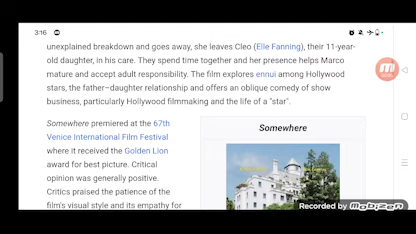 3:16
unexplained breakdown and goes away, she leaves Cleo (Elle Fanning), their 11-year-
old daughter, in his care. They spend time together and her presence helps Marco
mature and accept adult responsibility. The film explores ennui among Hollywood
stars, the father–daughter relationship and offers an oblique comedy of show
business, particularly Hollywood filmmaking and the life of a "star".
Somewhere premiered at the 67th
Venice International Film Festival
where it received the Golden Lion
award for best picture. Critical
opinion was generally positive.
Critics praised the patience of the
film's visual style and its empathy for
Somewhere
Recorded by
MOBIZEN